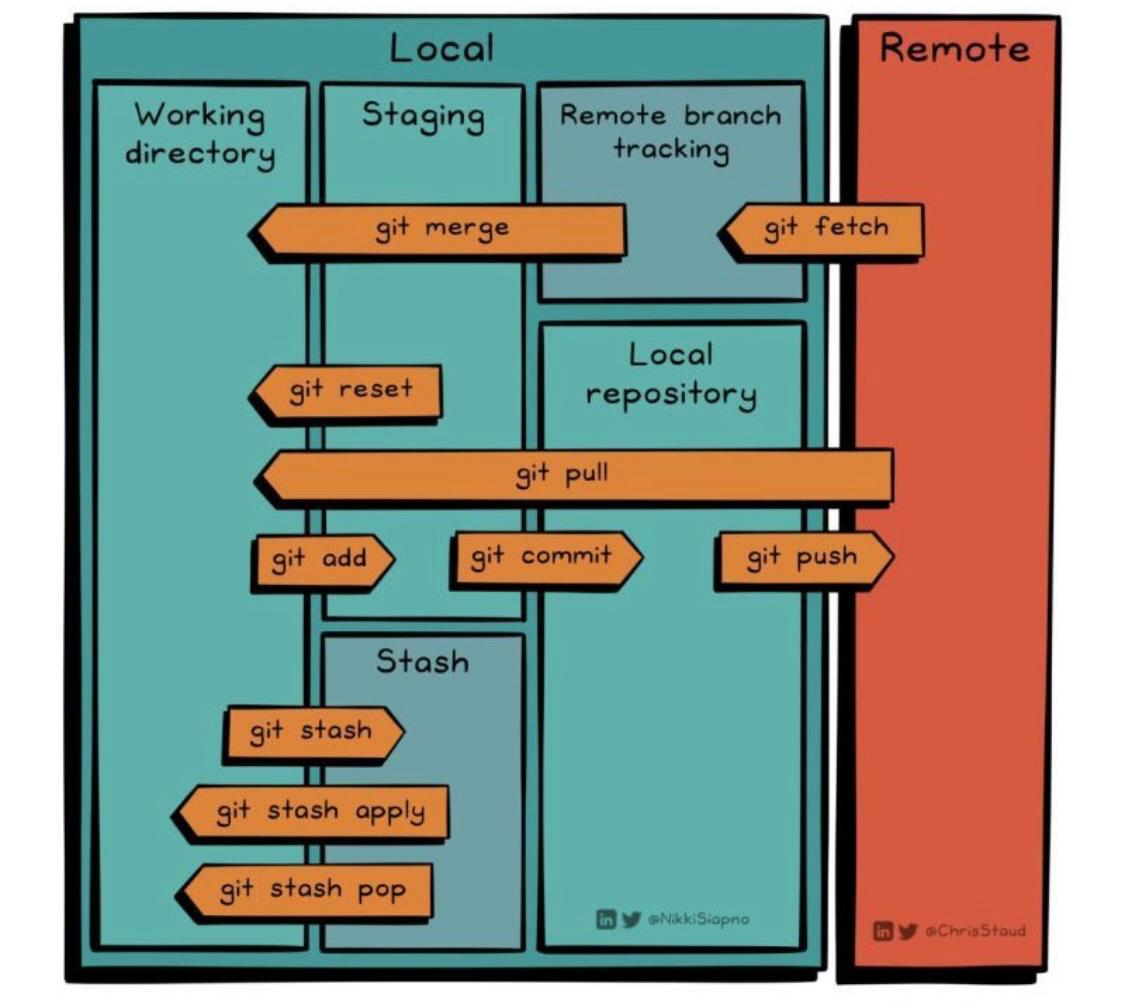 Local
Remote
Working
directory
Staging
Remote branch
tracking
git merge
git fetch
Local
repository
git reset
git pull
git add
git commit
git push
Stash
git stash
git stash apply
git stash pop
in @NikkiSiapno
in @ChrisStaud